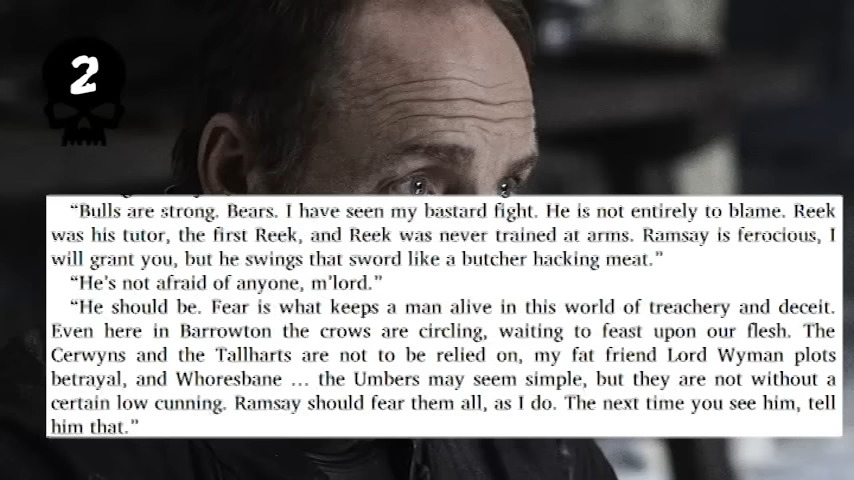 2
“Bulls are strong. Bears. I have seen my bastard fight. He is not entirely to blame. Reek
was his tutor, the first Reek, and Reek was never trained at arms. Ramsay is ferocious, I
will grant you, but he swings that sword like a butcher hacking meat.”
“He’s not afraid of anyone, m’lord.”
“He should be. Fear is what keeps a man alive in this world of treachery and deceit.
Even here in Barrowton the crows are circling, waiting to feast upon our flesh. The
Cerwyns and the Tallharts are not to be relied on, my fat friend Lord Wyman plots
betrayal, and Whoresbane … the Umbers may seem simple, but they are not without a
certain low cunning. Ramsay should fear them all, as I do. The next time you see him, tell
him that.”